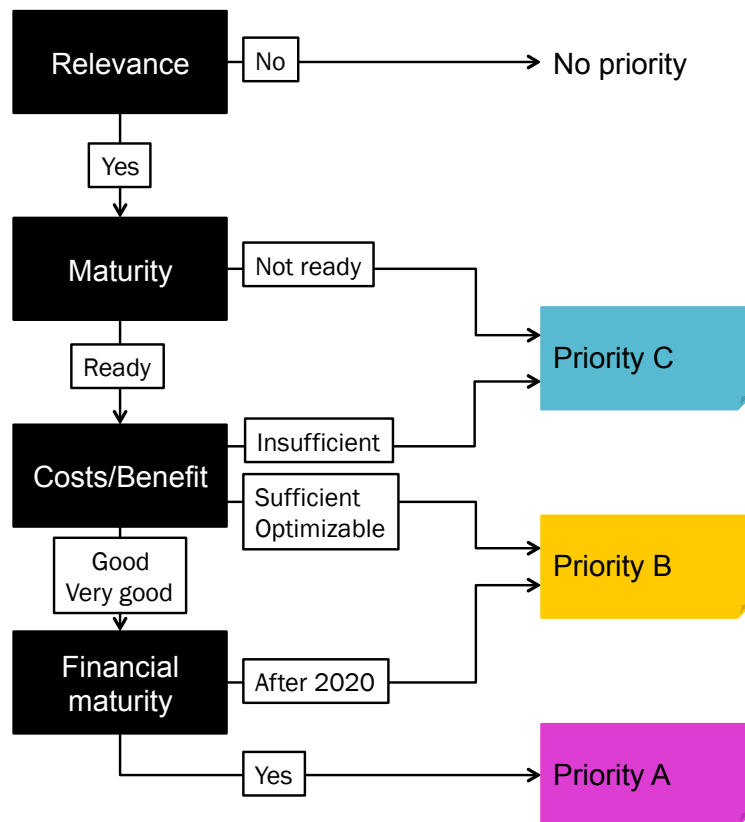 Relevance
No
No priority
Yes
Maturity
Not ready
Priority C
Ready
Costs/Benefit
Insufficient
Sufficient
Optimizable
Good
Very good
Priority B
Financial
maturity
After 2020
Yes
Priority A